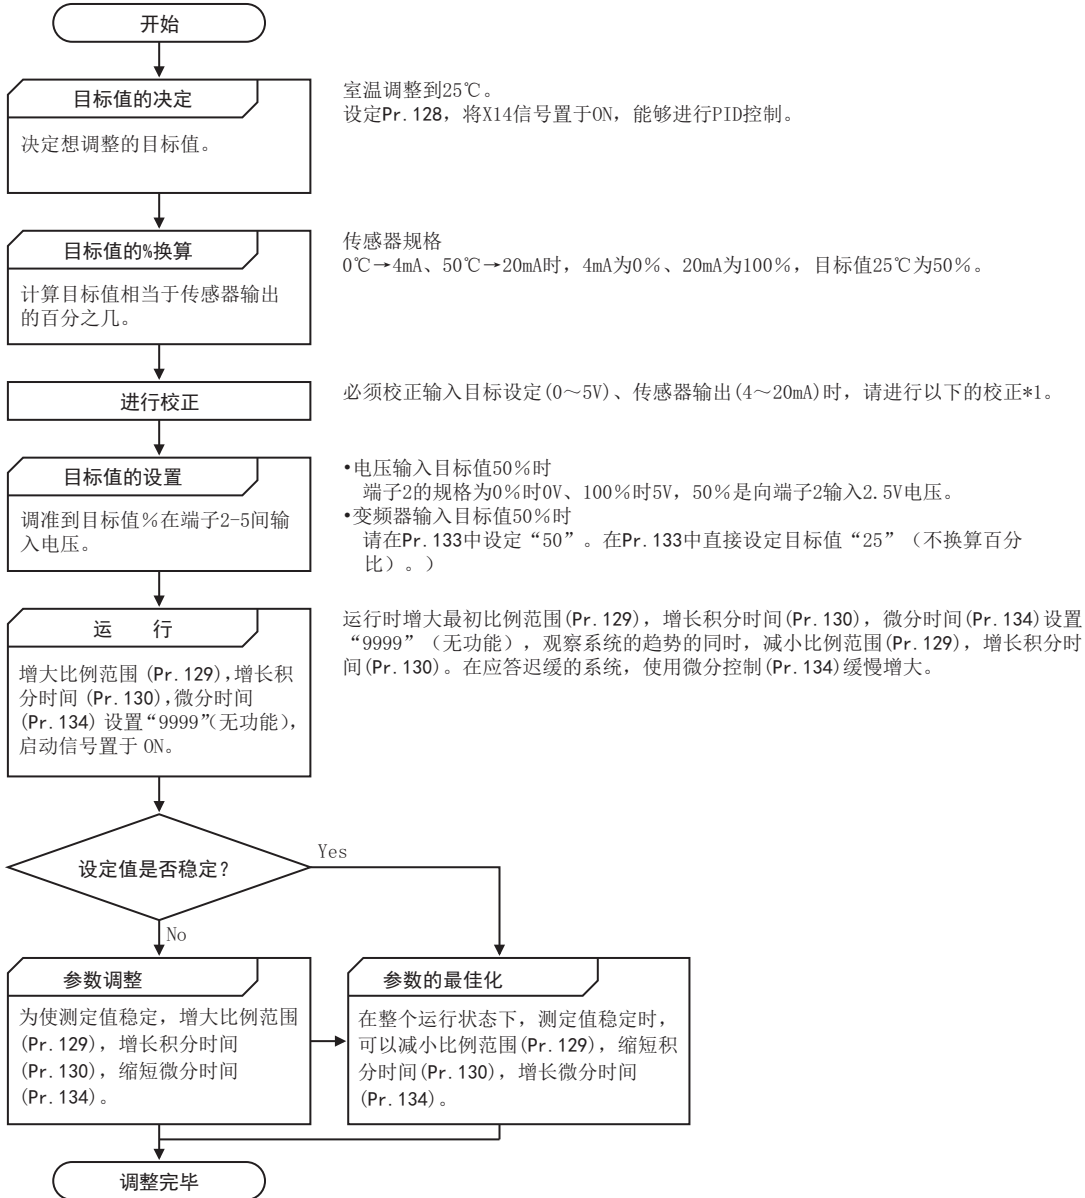 开始
目标值的决定
决定想调整的目标值。
室温调整到25℃。
设定Pr.128，将X14信号置于ON，能够进行PID控制。
目标值的%换算
计算目标值相当于传感器输出
的百分之几。
传感器规格
0℃→4mA、50℃→20mA时，4mA为0%、20mA为100%，目标值25℃为50%。
进行校正
必须校正输入目标设定(0～5V)、传感器输出(4～20mA)时，请进行以下的校正*1。
目标值的设置
调准到目标值%在端子2-5间输
入电压。
•电压输入目标值50%时
端子2的规格为0%时0V、100%时5V，50%是向端子2输入2.5V电压。
•变频器输入目标值50%时
请在Pr.133中设定“50”。在Pr.133中直接设定目标值“25”（不换算百分
比）。）
运 行
增大比例范围 (Pr.129),增长积
分时间 (Pr.130),微分时间
(Pr.134) 设置“9999”(无功能),
启动信号置于 ON。
运行时增大最初比例范围(Pr.129)，增长积分时间(Pr.130)，微分时间(Pr.134)设置
“9999”（无功能），观察系统的趋势的同时，减小比例范围(Pr.129)，增长积分时
间(Pr.130)。在应答迟缓的系统，使用微分控制(Pr.134)缓慢增大。
设定值是否稳定?
Yes
No
参数调整
为使测定值稳定，增大比例范围
(Pr.129)，增长积分时间
(Pr.130)，缩短微分时间
(Pr.134)。
参数的最佳化
在整个运行状态下，测定值稳定时，
可以减小比例范围(Pr.129)，缩短积
分时间(Pr.130)，增长微分时间
(Pr.134)。
调整完毕